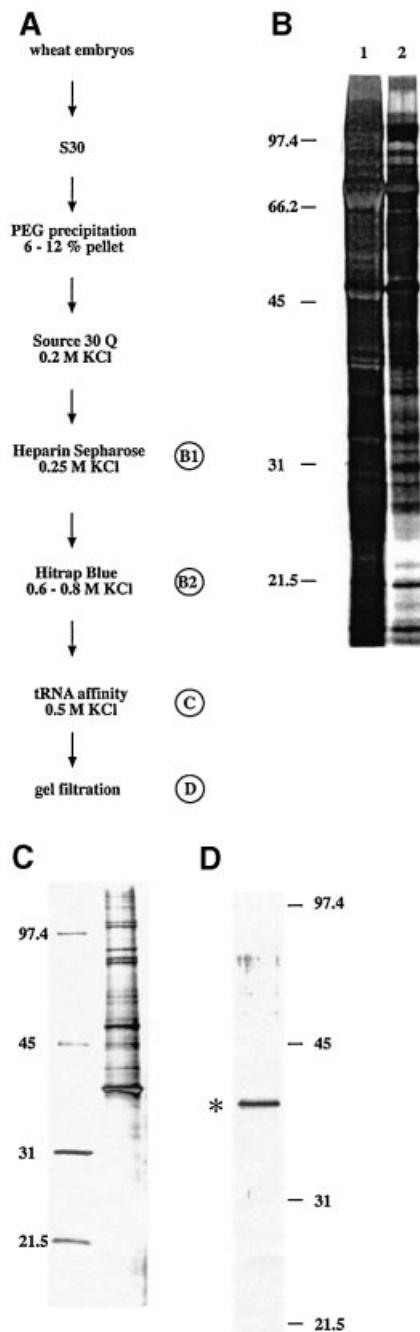 A
wheat embryos
S30
PEG precipitation
6 - 12 % pellet
Source 30 Q
0.2 M KCl
Heparin Sepharose
0.25 M KCl
B1
Hitrap Blue
0.6 - 0.8 M KCl
B2
tRNA affinity
0.5 M KCl
C
gel filtration
D
B
1 2
97.4
66.2
45
31
21.5
C
97.4
45
31
21.5
D
97.4
45
*
31
21.5